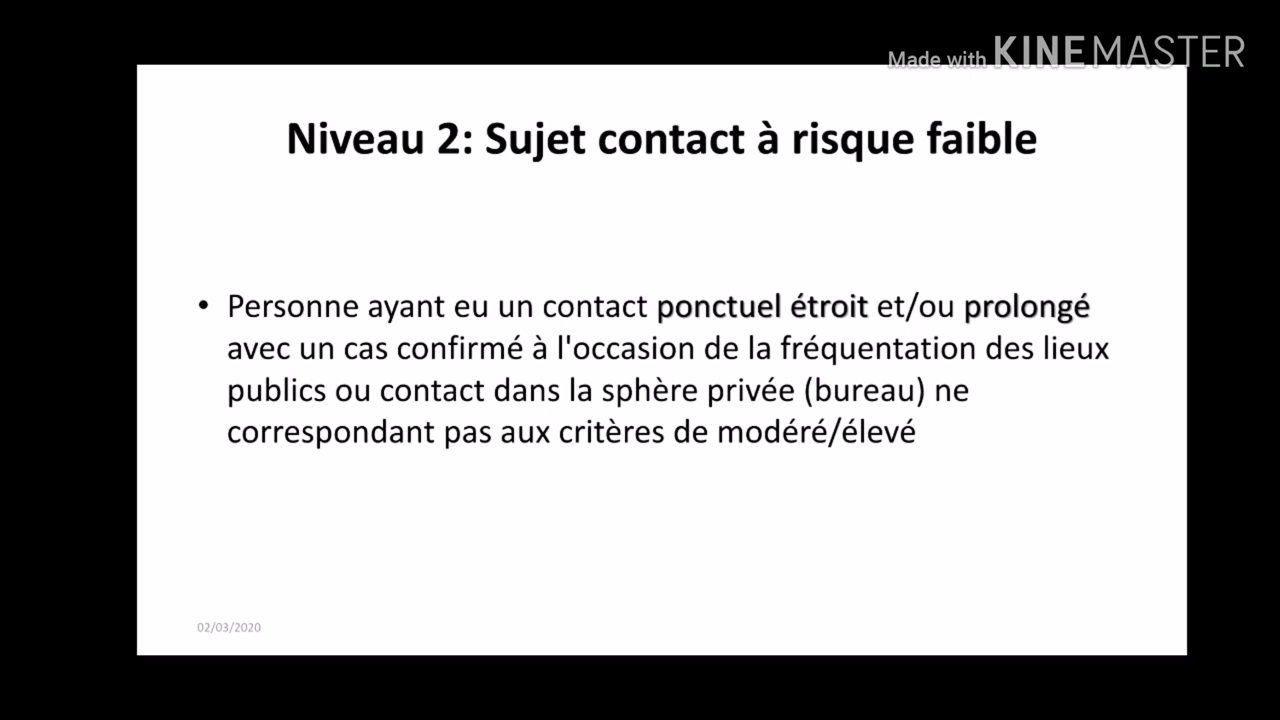 Made with KINEMASTER
Niveau 2: Sujet contact à risque faible
• Personne ayant eu un contact ponctuel étroit et/ou prolongé
avec un cas confirmé à l'occasion de la fréquentation des lieux
publics ou contact dans la sphère privée (bureau) ne
correspondant pas aux critères de modéré/élevé
02/03/2020